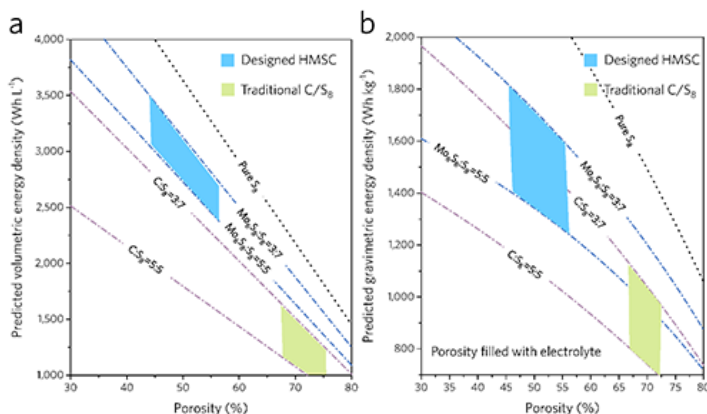 a
4,000
3,500
3,000
2,500
2,000
1,500
1,000
Predicted volumetric energy density (Wh L⁻¹)
Designed HMSC
Traditional C/S₈
Pure S₈
Mo₆S₈:S₈=3:7
Mo₆S₈:S₈=5:5
C:S₈=3:7
C:S₈=5:5
30 40 50 60 70 80
Porosity (%)
b
2,000
1,800
1,600
1,400
1,200
1,000
800
Predicted gravimetric energy density (Wh kg⁻¹)
Designed HMSC
Traditional C/S₈
Pure S₈
Mo₆S₈:S₈=3:7
C:S₈=3:7
Mo₆S₈:S₈=5:5
C:S₈=5:5
Porosity filled with electrolyte
30 35 40 45 50 55 60 65 70 75 80
Porosity (%)